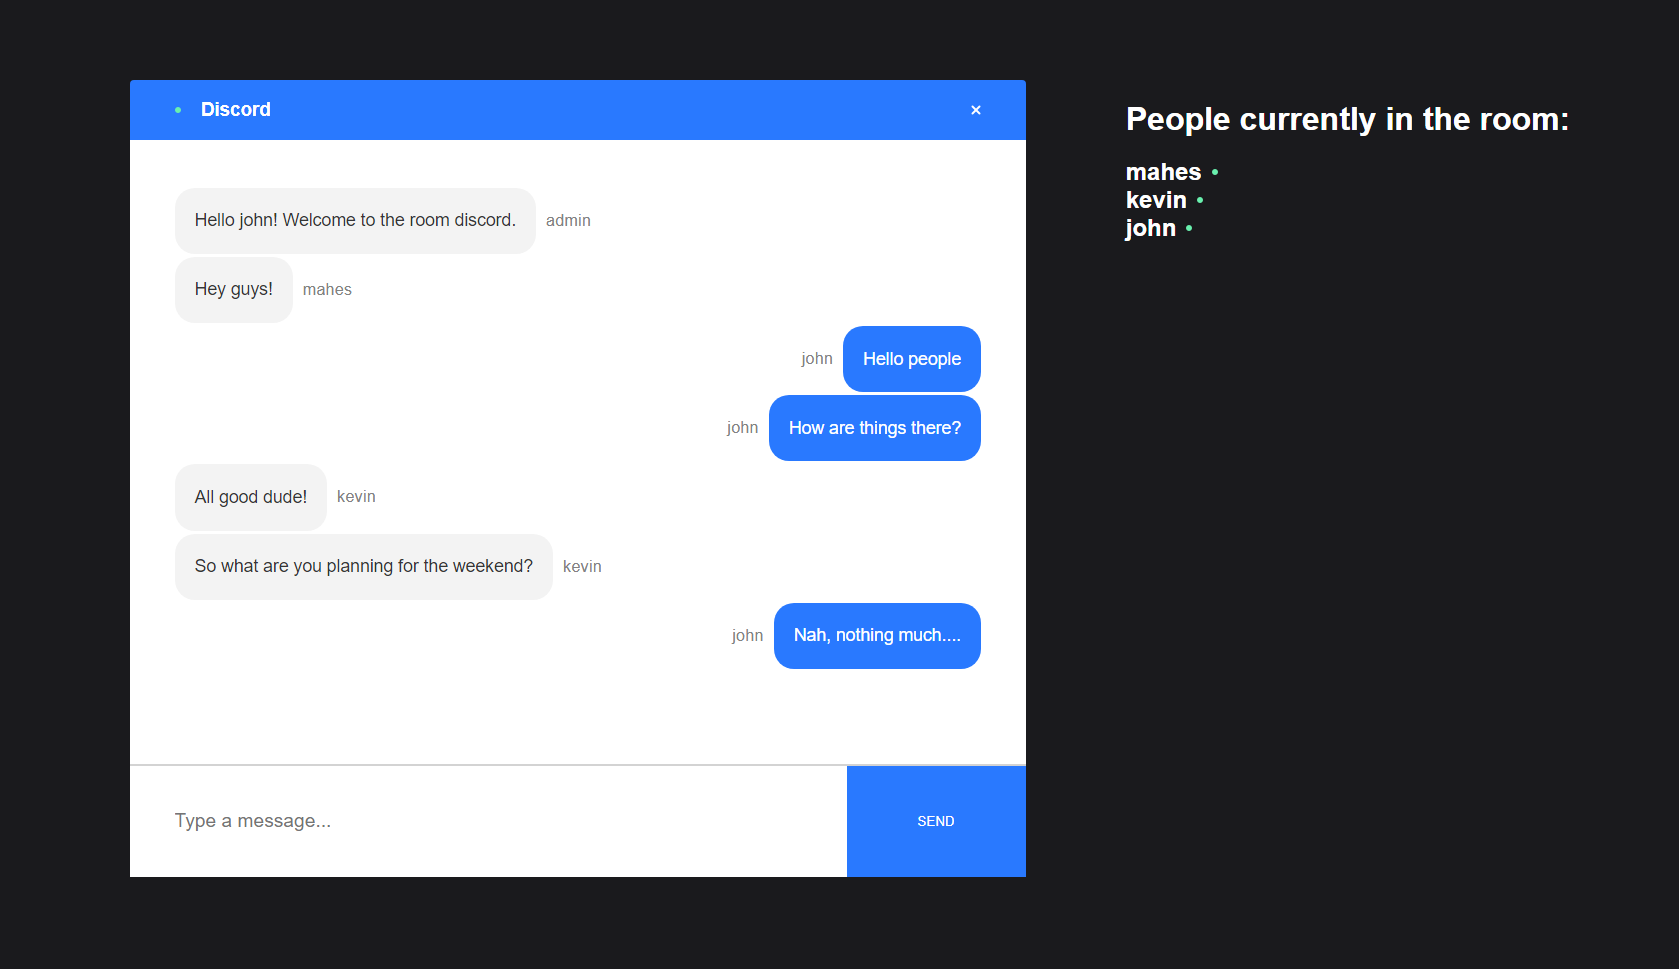 Discord
×
Hello john! Welcome to the room discord.
admin
Hey guys!
mahes
john
Hello people
john
How are things there?
All good dude!
kevin
So what are you planning for the weekend?
kevin
john
Nah, nothing much....
Type a message...
SEND
People currently in the room:
mahes
kevin
john